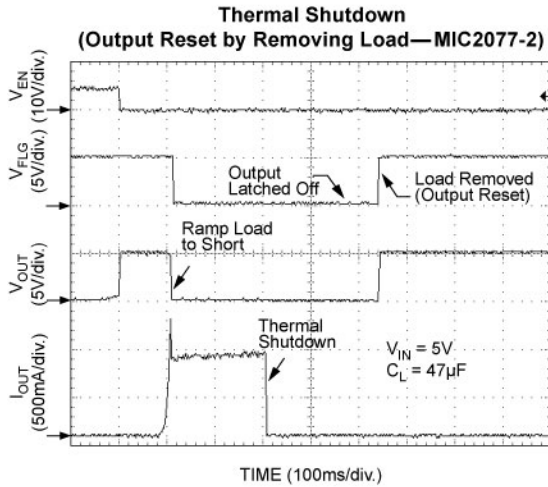 Thermal Shutdown
(Output Reset by Removing Load—MIC2077-2)
VEN
(10V/div.)
VFLG
(5V/div.)
Output
Latched Off
Load Removed
(Output Reset)
Ramp Load
to Short
VOUT
(5V/div.)
Thermal
Shutdown
VIN = 5V
CL = 47µF
IOUT
(500mA/div.)
TIME (100ms/div.)